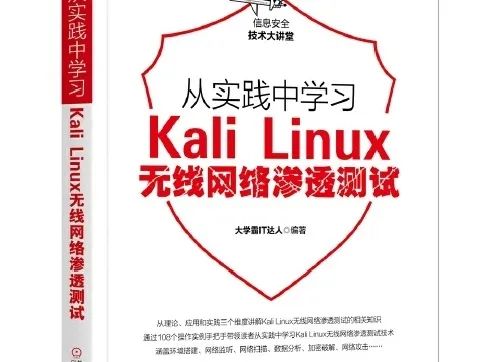 信息安全
技术大讲堂
从实践中学习
Kali Linux
无线网络渗透测试
大学霸IT达人 ◎ 编著
从理论、应用和实践三个维度讲解Kali Linux无线网络渗透测试的相关知识
通过108个操作实例手把手带领读者从实践中学习Kali Linux无线网络渗透测试技术
涵盖环境搭建、网络监听、网络扫描、数据分析、加密破解、网络攻击……
从实践中学习
Kali Linux无线网络渗透测试